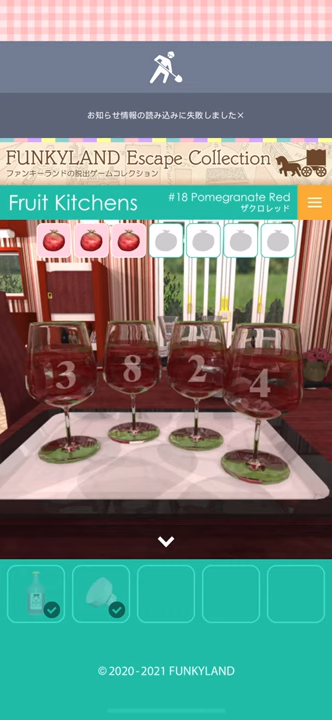 お知らせ情報の読み込みに失敗しました×
FUNKYLAND Escape Collection
ファンキーランドの脱出ゲームコレクション
Fruit Kitchens
#18 Pomegranate Red
ザクロレッド
3 8 2 4
© 2020-2021 FUNKYLAND